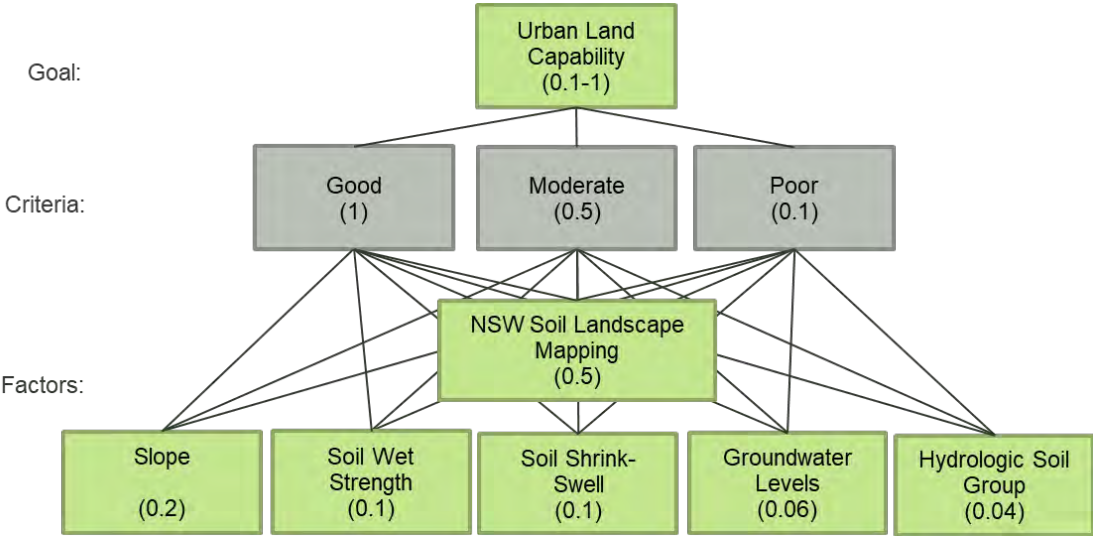 Goal:
Urban Land
Capability
(0.1-1)
Criteria:
Good
(1)
Moderate
(0.5)
Poor
(0.1)
Factors:
NSW Soil Landscape
Mapping
(0.5)
Slope
(0.2)
Soil Wet
Strength
(0.1)
Soil Shrink-
Swell
(0.1)
Groundwater
Levels
(0.06)
Hydrologic Soil
Group
(0.04)